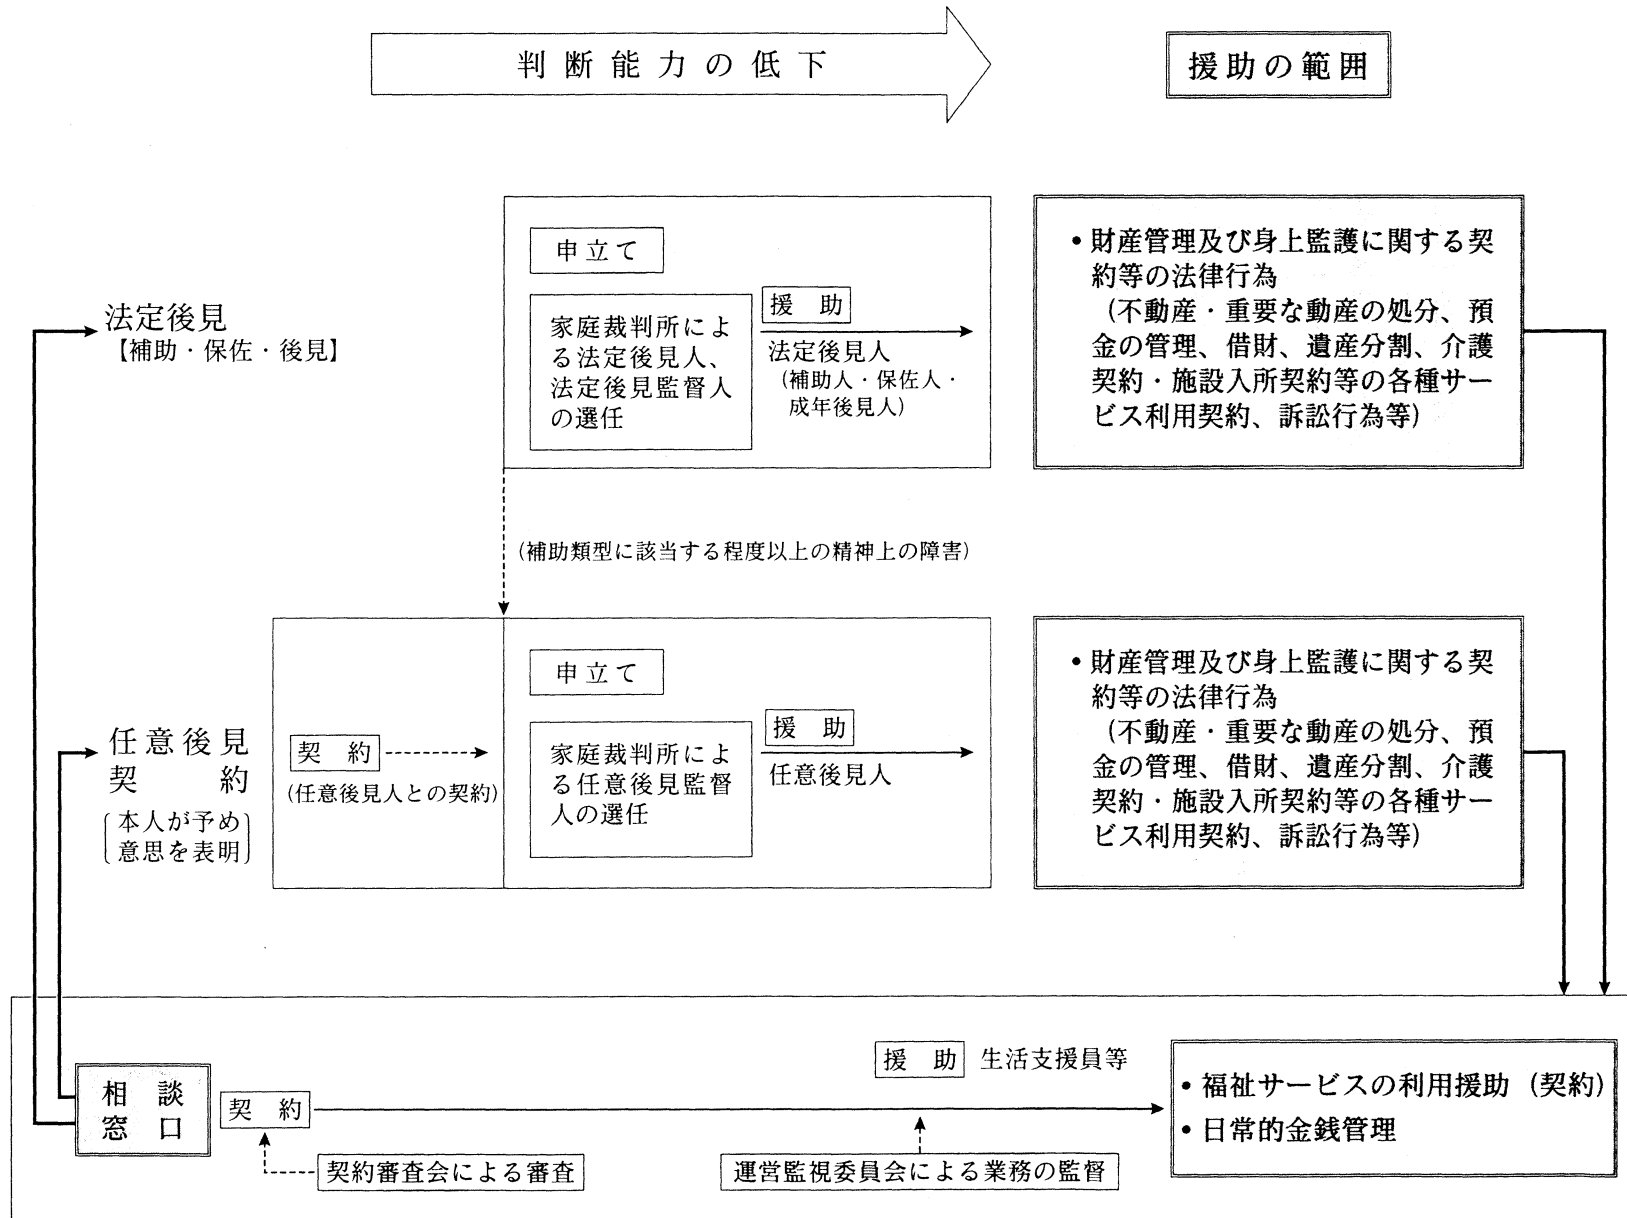 判断能力の低下
援助の範囲
法定後見
【補助・保佐・後見】
申立て
家庭裁判所によ
る法定後見人、
法定後見監督人
の選任
援助
法定後見人
（補助人・保佐人・
成年後見人）
・財産管理及び身上監護に関する契
約等の法律行為
（不動産・重要な動産の処分、預
金の管理、借財、遺産分割、介護
契約・施設入所契約等の各種サー
ビス利用契約、訴訟行為等）
（補助類型に該当する程度以上の精神上の障害）
任意後見
契約
本人が予め
意思を表明
契約
（任意後見人との契約）
申立て
家庭裁判所によ
る任意後見監督
人の選任
援助
任意後見人
・財産管理及び身上監護に関する契
約等の法律行為
（不動産・重要な動産の処分、預
金の管理、借財、遺産分割、介護
契約・施設入所契約等の各種サー
ビス利用契約、訴訟行為等）
相談
窓口
契約
契約審査会による審査
援助 生活支援員等
運営監視委員会による業務の監督
・福祉サービスの利用援助（契約）
・日常的金銭管理